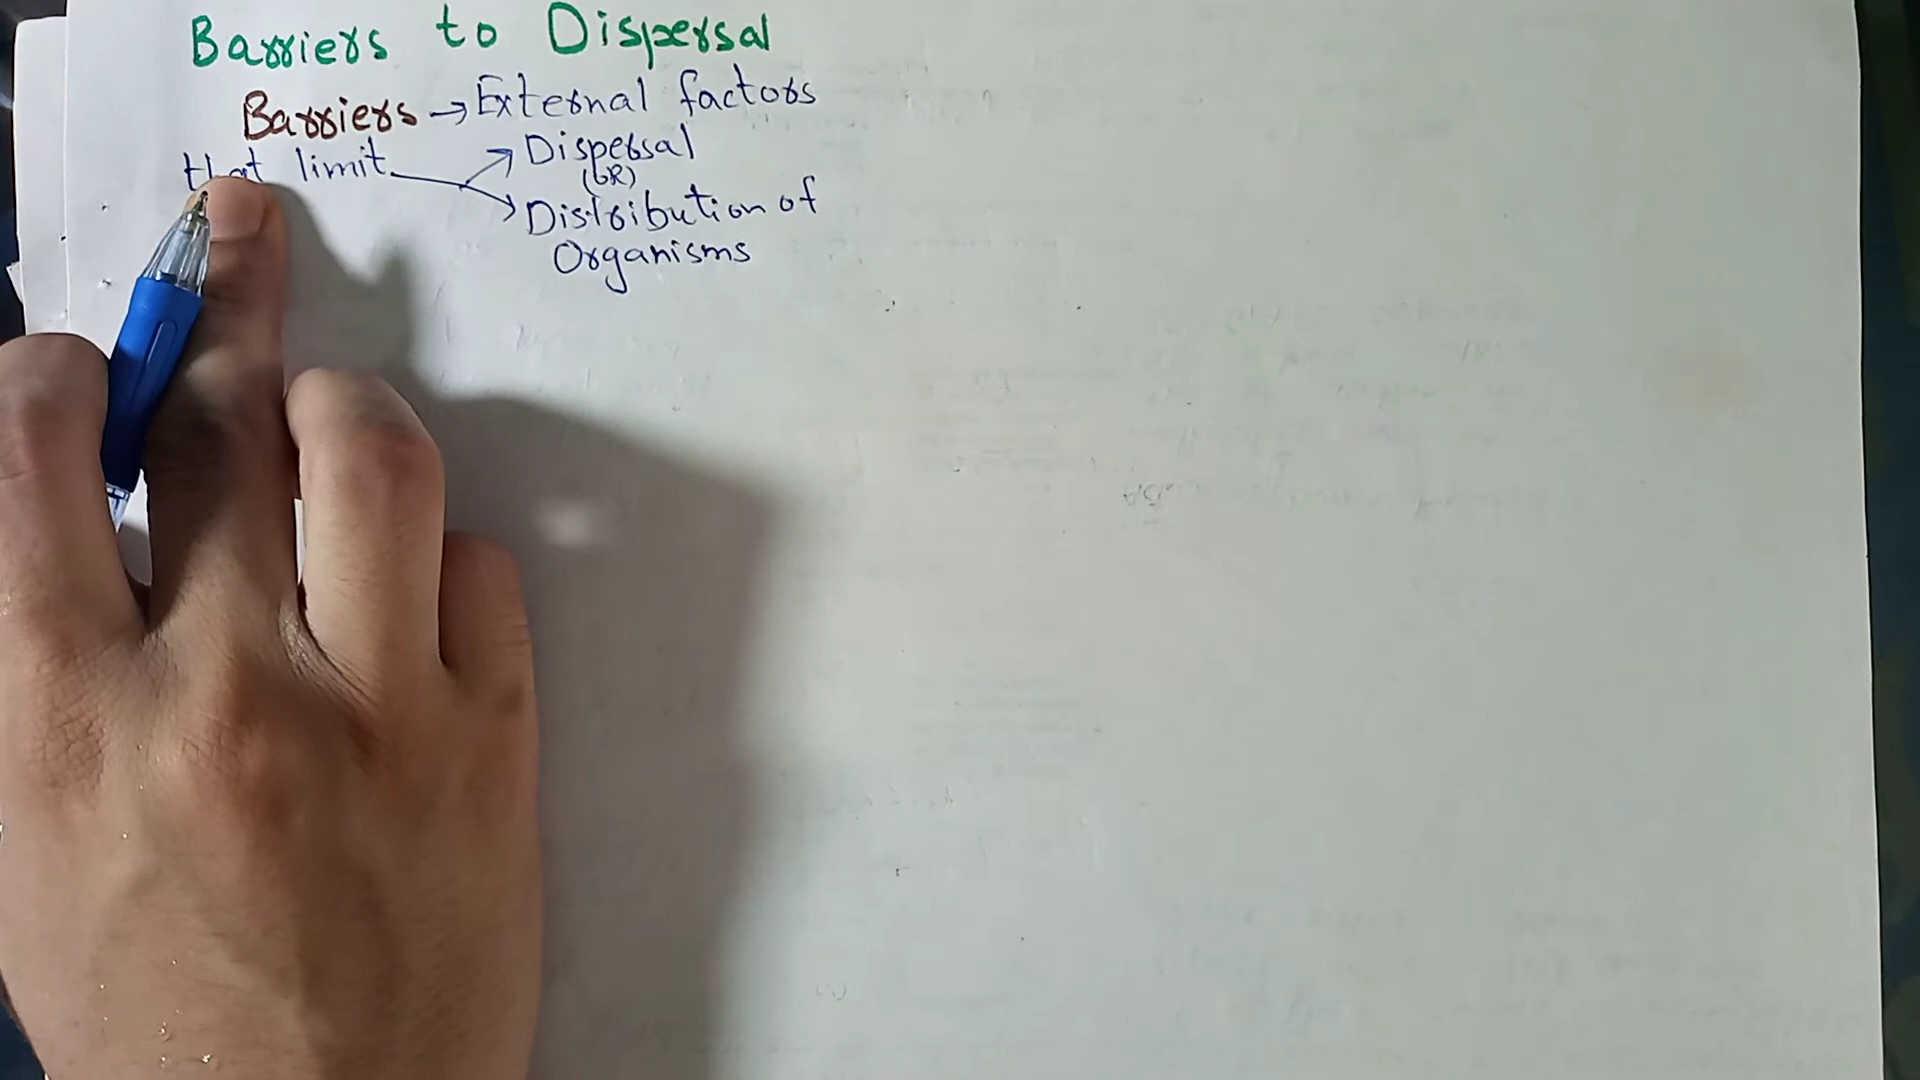 Barriers to Dispersal
Barriers → External factors
that limit → Dispersal
(OR)
→ Distribution of
Organisms